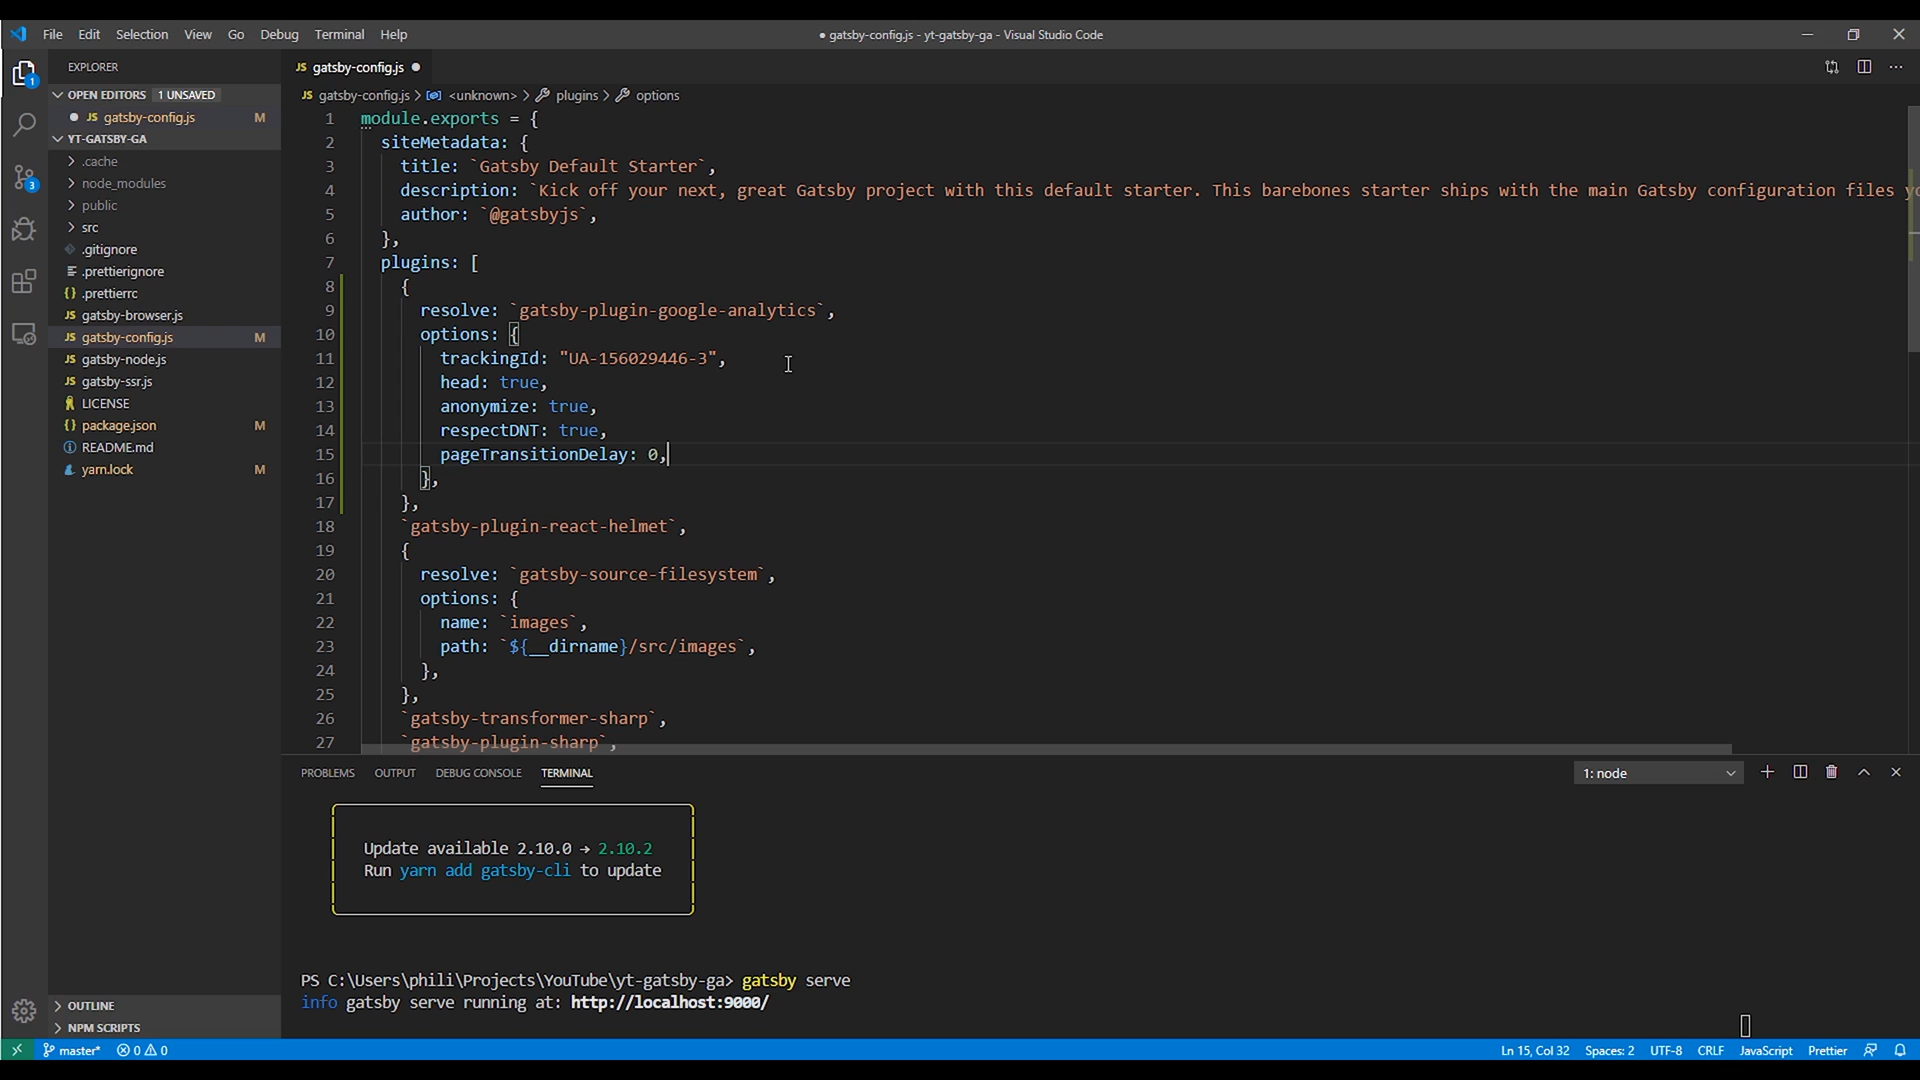 File Edit Selection View Go Debug Terminal Help
● gatsby-config.js - yt-gatsby-ga - Visual Studio Code
EXPLORER
JS gatsby-config.js ●
OPEN EDITORS 1 UNSAVED
JS gatsby-config.js > <unknown> > plugins > options
● JS gatsby-config.js M
YT-GATSBY-GA
> .cache
> node_modules
> public
> src
.gitignore
.prettierignore
{} .prettierrc
JS gatsby-browser.js
JS gatsby-config.js M
JS gatsby-node.js
JS gatsby-ssr.js
LICENSE
{} package.json M
README.md
yarn.lock M
1
3
> OUTLINE
> NPM SCRIPTS
1 module.exports = {
2 siteMetadata: {
3 title: `Gatsby Default Starter`,
4 description: `Kick off your next, great Gatsby project with this default starter. This barebones starter ships with the main Gatsby configuration files
5 author: `@gatsbyjs`,
6 },
7 plugins: [
8 {
9 resolve: `gatsby-plugin-google-analytics`,
10 options: {
11 trackingId: "UA-156029446-3",
12 head: true,
13 anonymize: true,
14 respectDNT: true,
15 pageTransitionDelay: 0,
16 },
17 },
18 `gatsby-plugin-react-helmet`,
19 {
20 resolve: `gatsby-source-filesystem`,
21 options: {
22 name: `images`,
23 path: `${__dirname}/src/images`,
24 },
25 },
26 `gatsby-transformer-sharp`,
27 `gatsby-plugin-sharp`,
PROBLEMS OUTPUT DEBUG CONSOLE TERMINAL 1: node
Update available 2.10.0 → 2.10.2
Run yarn add gatsby-cli to update
PS C:\Users\phili\Projects\YouTube\yt-gatsby-ga> gatsby serve
info gatsby serve running at: http://localhost:9000/
master* 0 0 Ln 15, Col 32 Spaces: 2 UTF-8 CRLF JavaScript Prettier